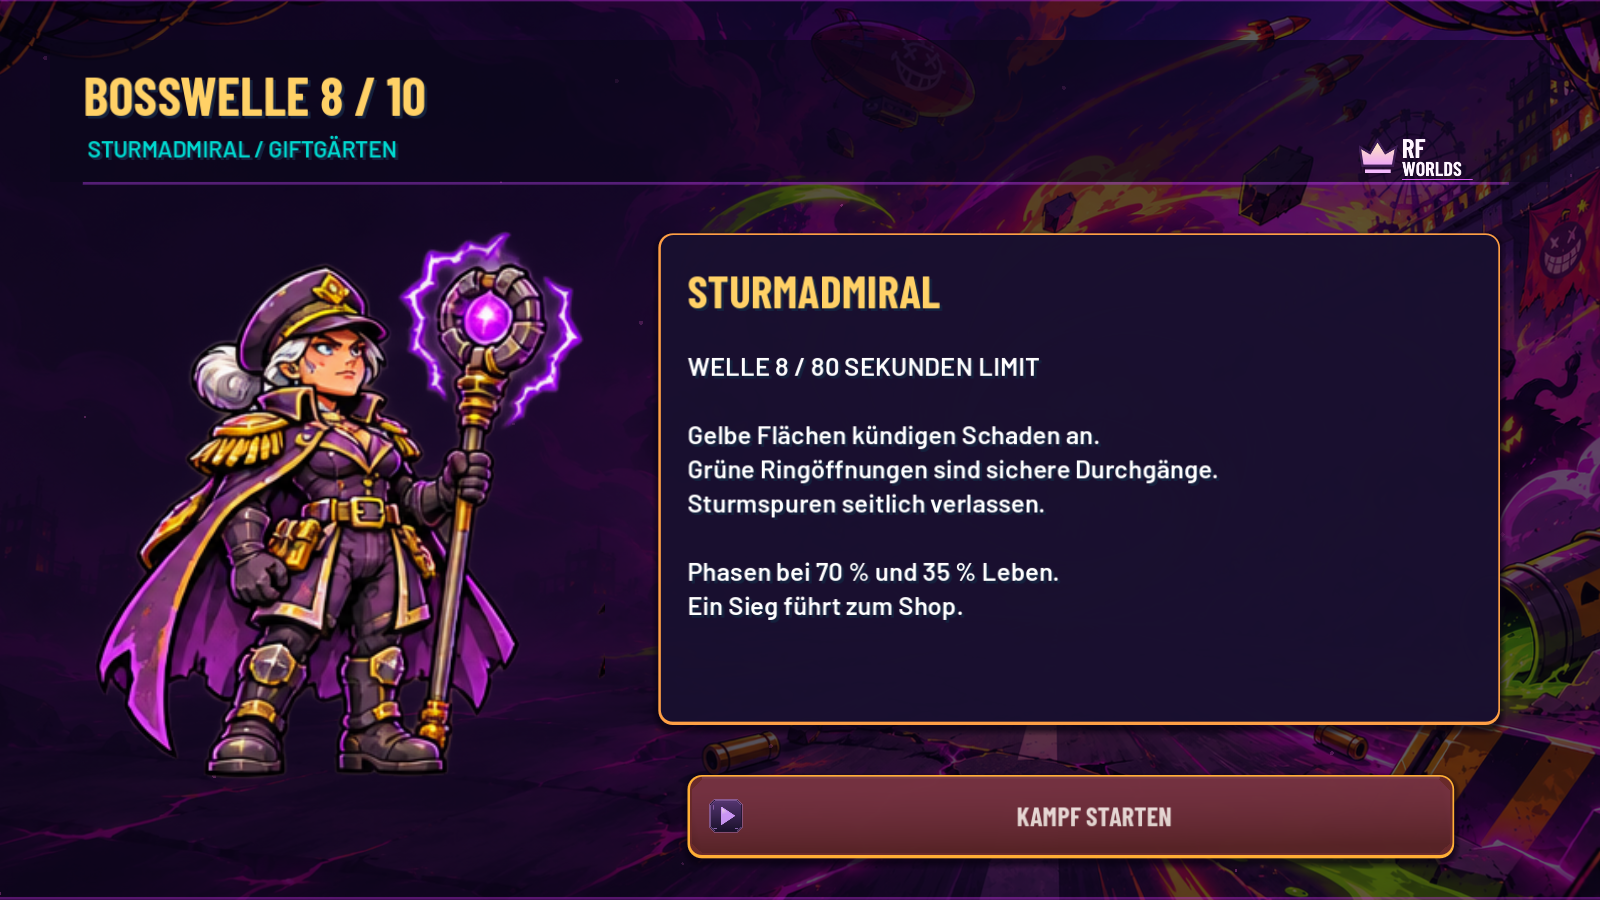 BOSSWELLE 8 / 10
STURMADMIRAL / GIFTGÄRTEN
RF
WORLDS
STURMADMIRAL
WELLE 8 / 80 SEKUNDEN LIMIT
Gelbe Flächen kündigen Schaden an.
Grüne Ringöffnungen sind sichere Durchgänge.
Sturmspuren seitlich verlassen.
Phasen bei 70 % und 35 % Leben.
Ein Sieg führt zum Shop.
KAMPF STARTEN